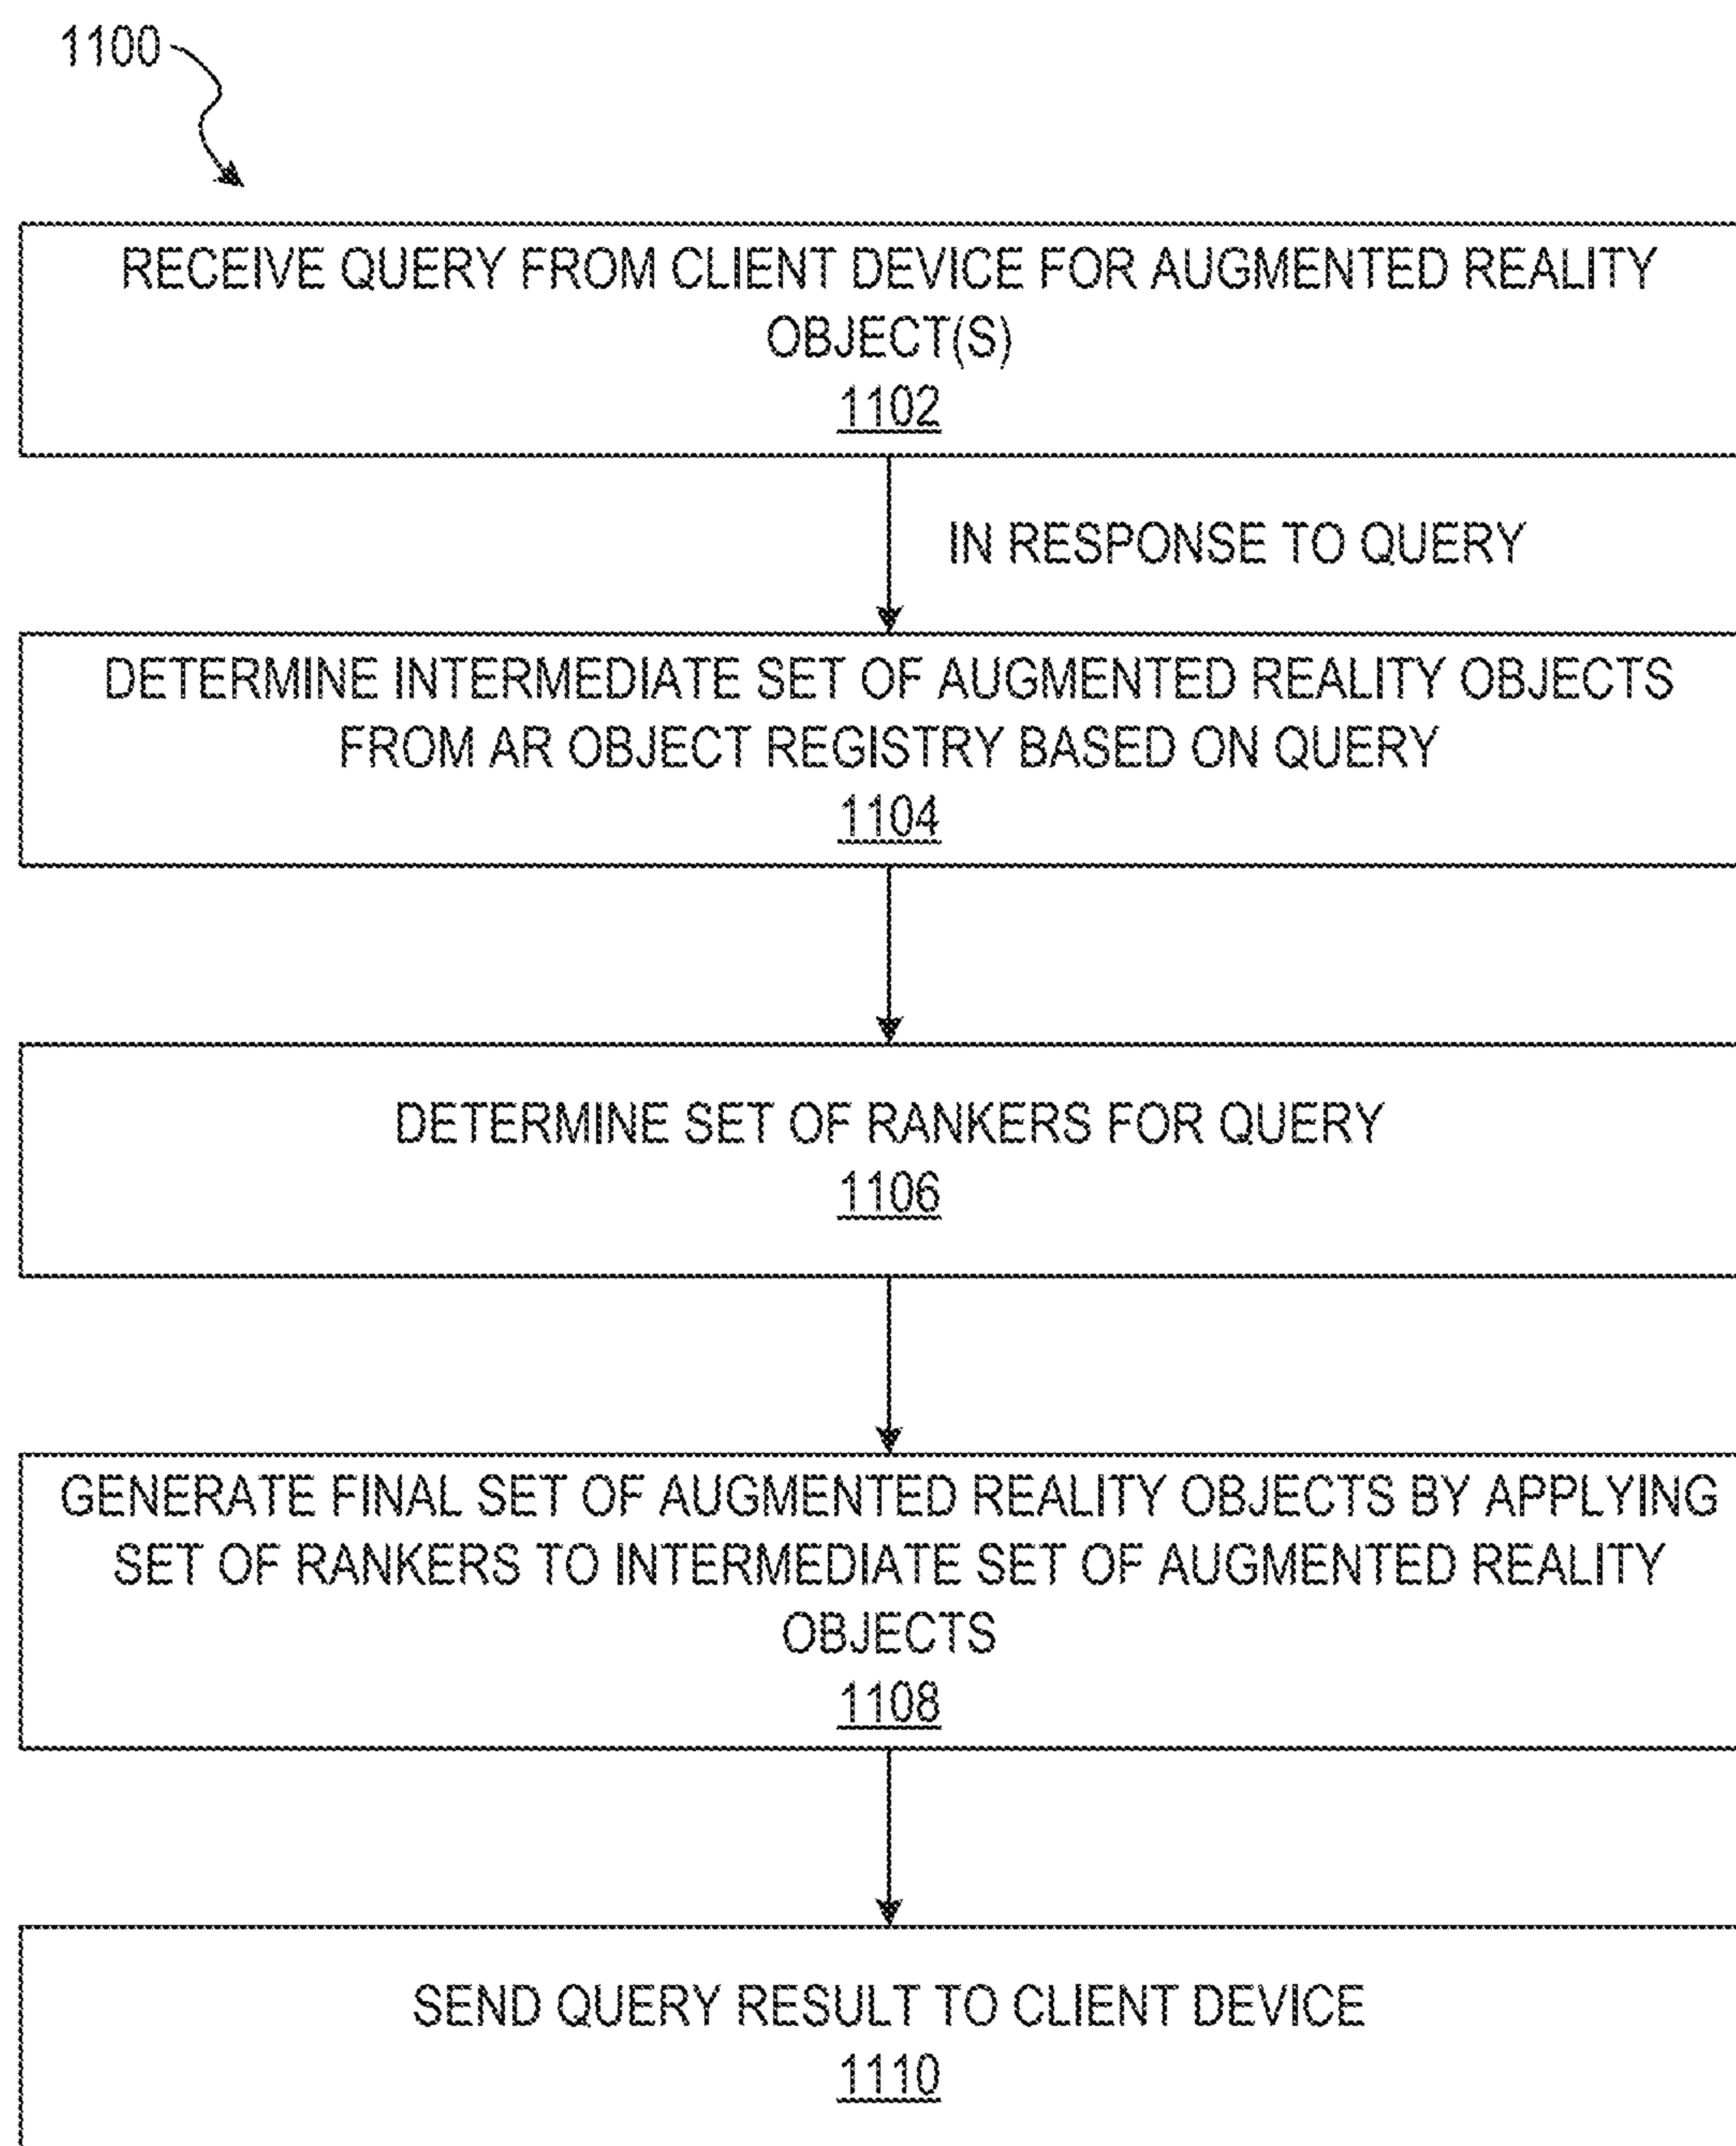 1100
RECEIVE QUERY FROM CLIENT DEVICE FOR AUGMENTED REALITY
OBJECT(S)
1102
IN RESPONSE TO QUERY
DETERMINE INTERMEDIATE SET OF AUGMENTED REALITY OBJECTS
FROM AR OBJECT REGISTRY BASED ON QUERY
1104
DETERMINE SET OF RANKERS FOR QUERY
1106
GENERATE FINAL SET OF AUGMENTED REALITY OBJECTS BY APPLYING
SET OF RANKERS TO INTERMEDIATE SET OF AUGMENTED REALITY
OBJECTS
1108
SEND QUERY RESULT TO CLIENT DEVICE
1110